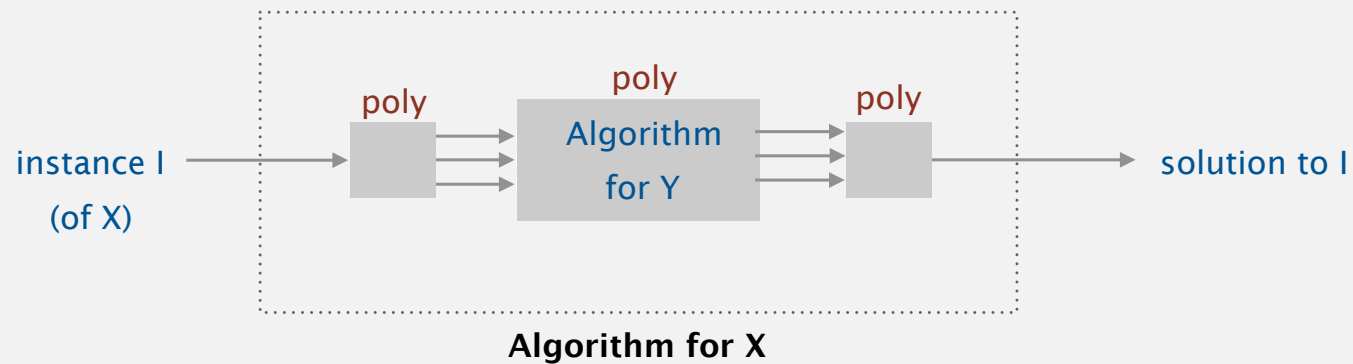 poly
poly
poly
Algorithm
for Y
instance I
(of X)
solution to I
Algorithm for X